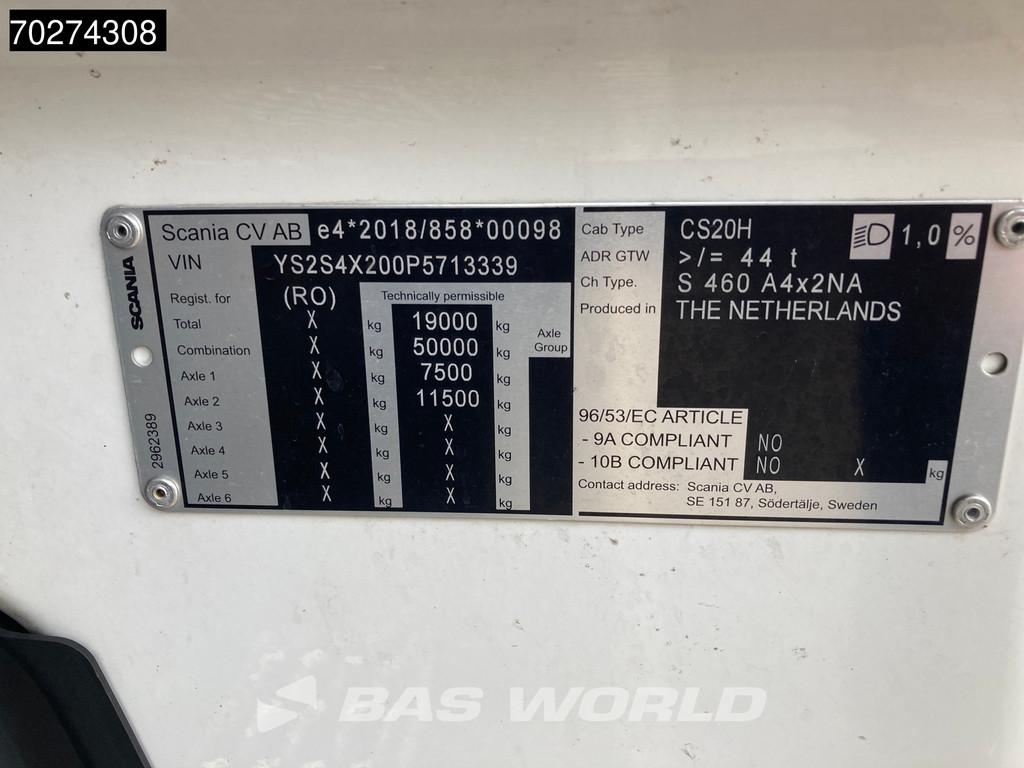 70274308
SCANIA
2962389
Scania CV AB e4*2018/858*00098
VIN YS2S4X200P5713339
Regist. for (RO) Technically permissible
Total X kg 19000 kg Axle Group
Combination X kg 50000 kg
Axle 1 X kg 7500 kg
Axle 2 X kg 11500 kg
Axle 3 X kg X kg
Axle 4 X kg X kg
Axle 5 X kg X kg
Axle 6 X kg X kg
Cab Type CS20H 1,0 %
ADR GTW >/= 44 t
Ch Type. S 460 A4x2NA
Produced in THE NETHERLANDS
96/53/EC ARTICLE
- 9A COMPLIANT NO
- 10B COMPLIANT NO X kg
Contact address: Scania CV AB,
SE 151 87, Södertälje, Sweden
BAS WORLD